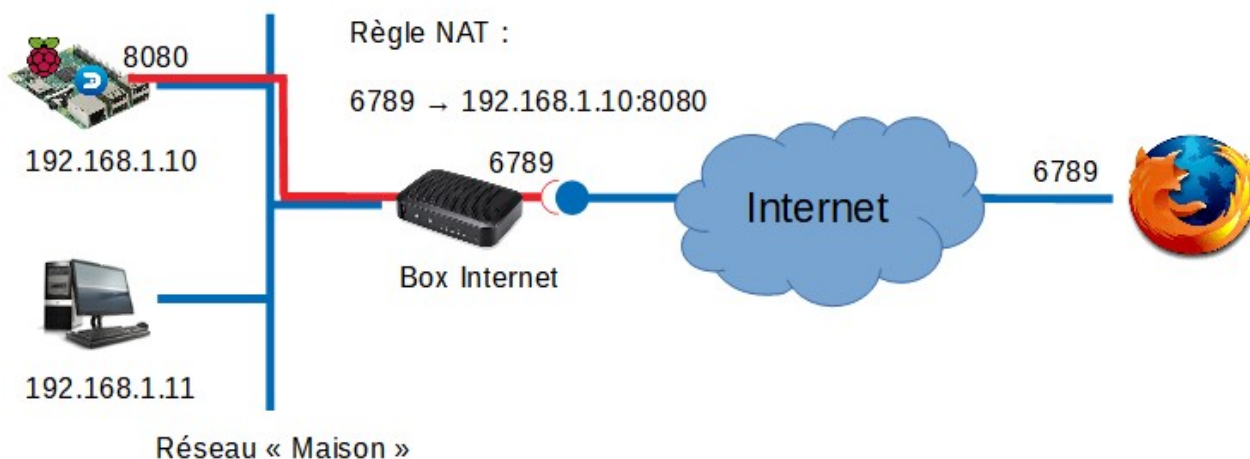 8080
Règle NAT :
6789 → 192.168.1.10:8080
192.168.1.10
6789
6789
Internet
Box Internet
192.168.1.11
Réseau « Maison »